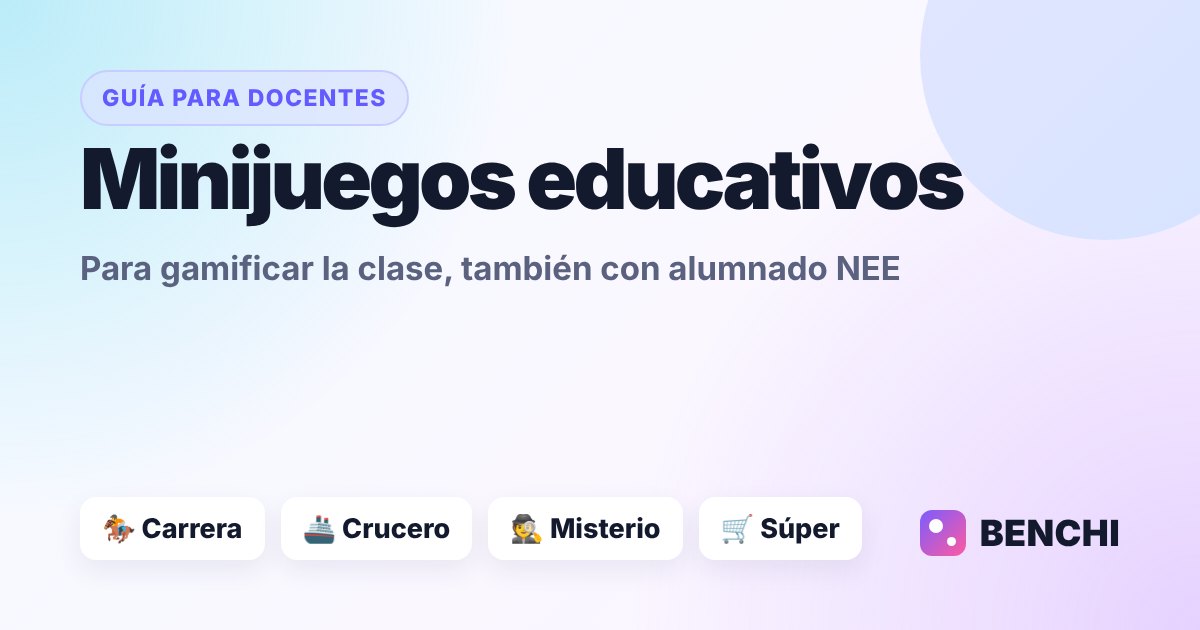 GUÍA PARA DOCENTES
Minijuegos educativos
Para gamificar la clase, también con alumnado NEE
Carrera
Crucero
Misterio
Súper
BENCHI